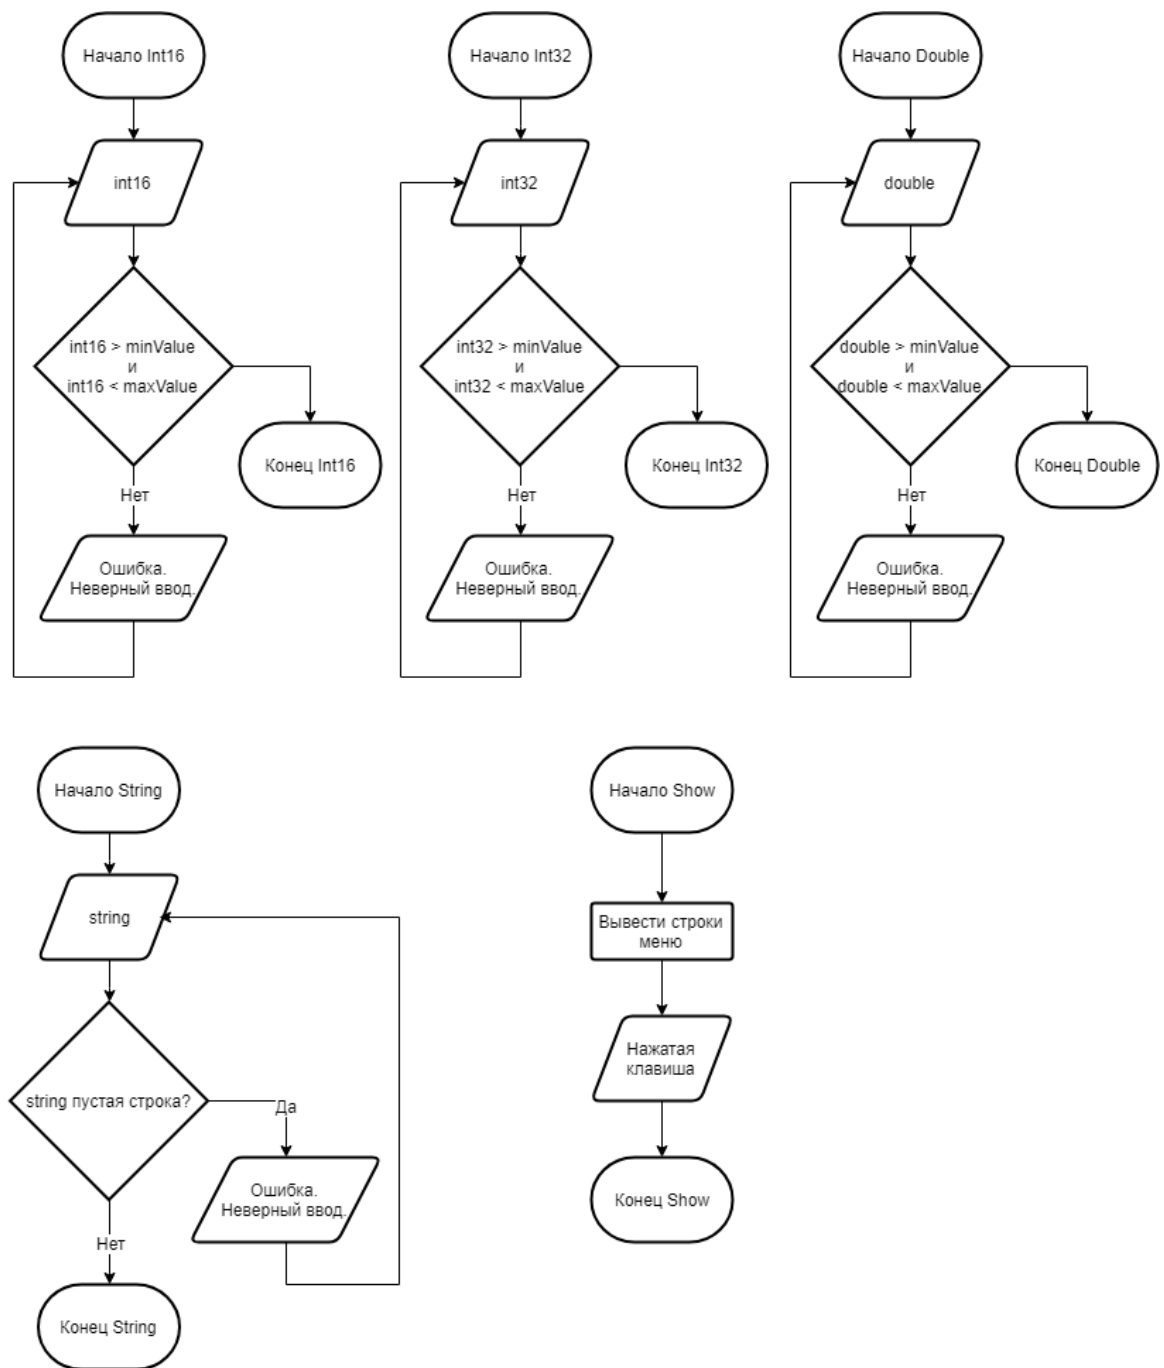 Начало Int16
int16
int16 > minValue
и
int16 < maxValue
Конец Int16
Нет
Ошибка.
Неверный ввод.
Начало Int32
int32
int32 > minValue
и
int32 < maxValue
Конец Int32
Нет
Ошибка.
Неверный ввод.
Начало Double
double
double > minValue
и
double < maxValue
Конец Double
Нет
Ошибка.
Неверный ввод.
Начало String
string
string пустая строка?
Да
Ошибка.
Неверный ввод.
Нет
Конец String
Начало Show
Вывести строки
меню
Нажатая
клавиша
Конец Show